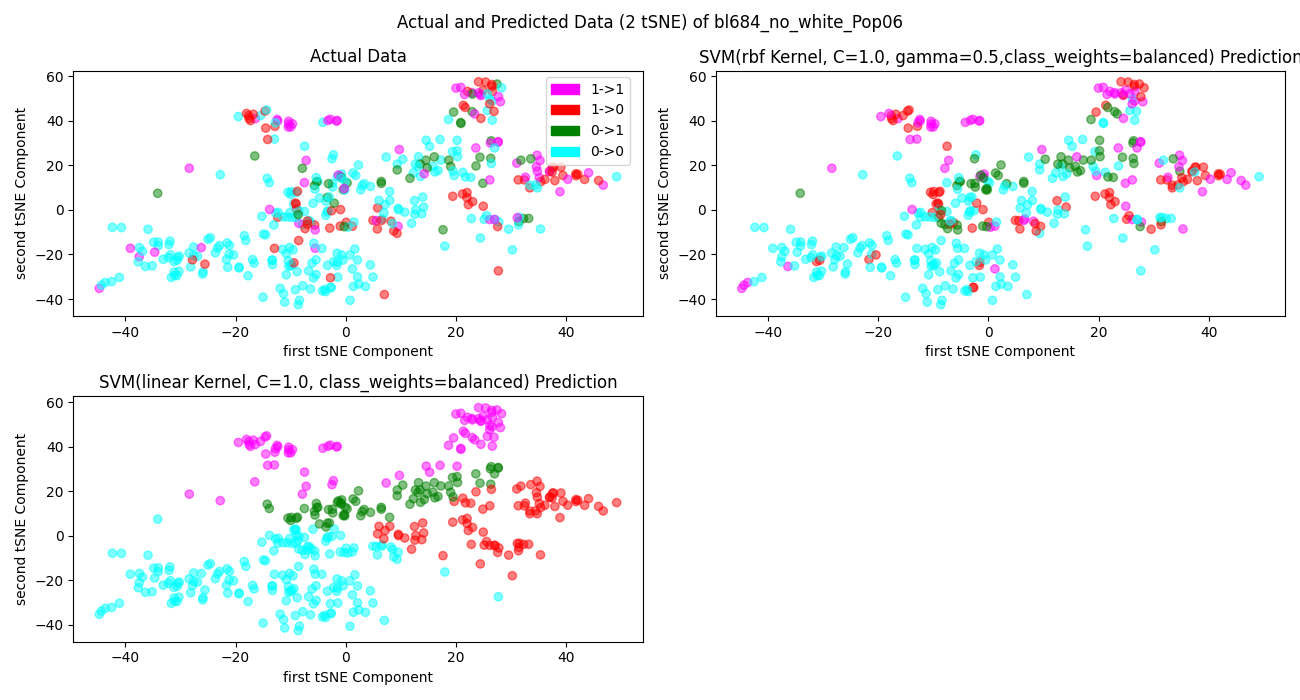 Actual and Predicted Data (2 tSNE) of bl684_no_white_Pop06
Actual Data
60
40
20
0
−20
−40
second tSNE Component
−40 −20 0 20 40
first tSNE Component
1->1
1->0
0->1
0->0
SVM(rbf Kernel, C=1.0, gamma=0.5,class_weights=balanced) Prediction
60
40
20
0
−20
−40
second tSNE Component
−40 −20 0 20 40
first tSNE Component
SVM(linear Kernel, C=1.0, class_weights=balanced) Prediction
60
40
20
0
−20
−40
second tSNE Component
−40 −20 0 20 40
first tSNE Component